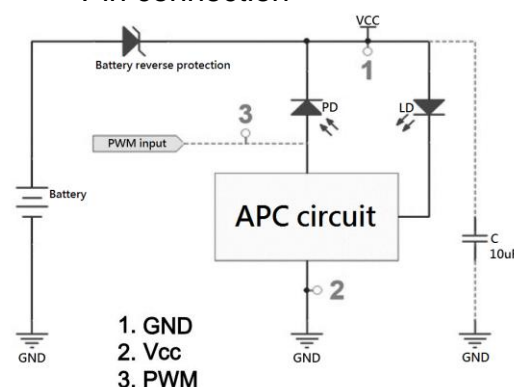 Pin connection
VCC
Battery reverse protection
1
PD
LD
3
PWM input
Battery
APC circuit
C
10uF
2
1. GND
2. Vcc
3. PWM
GND
GND
GND